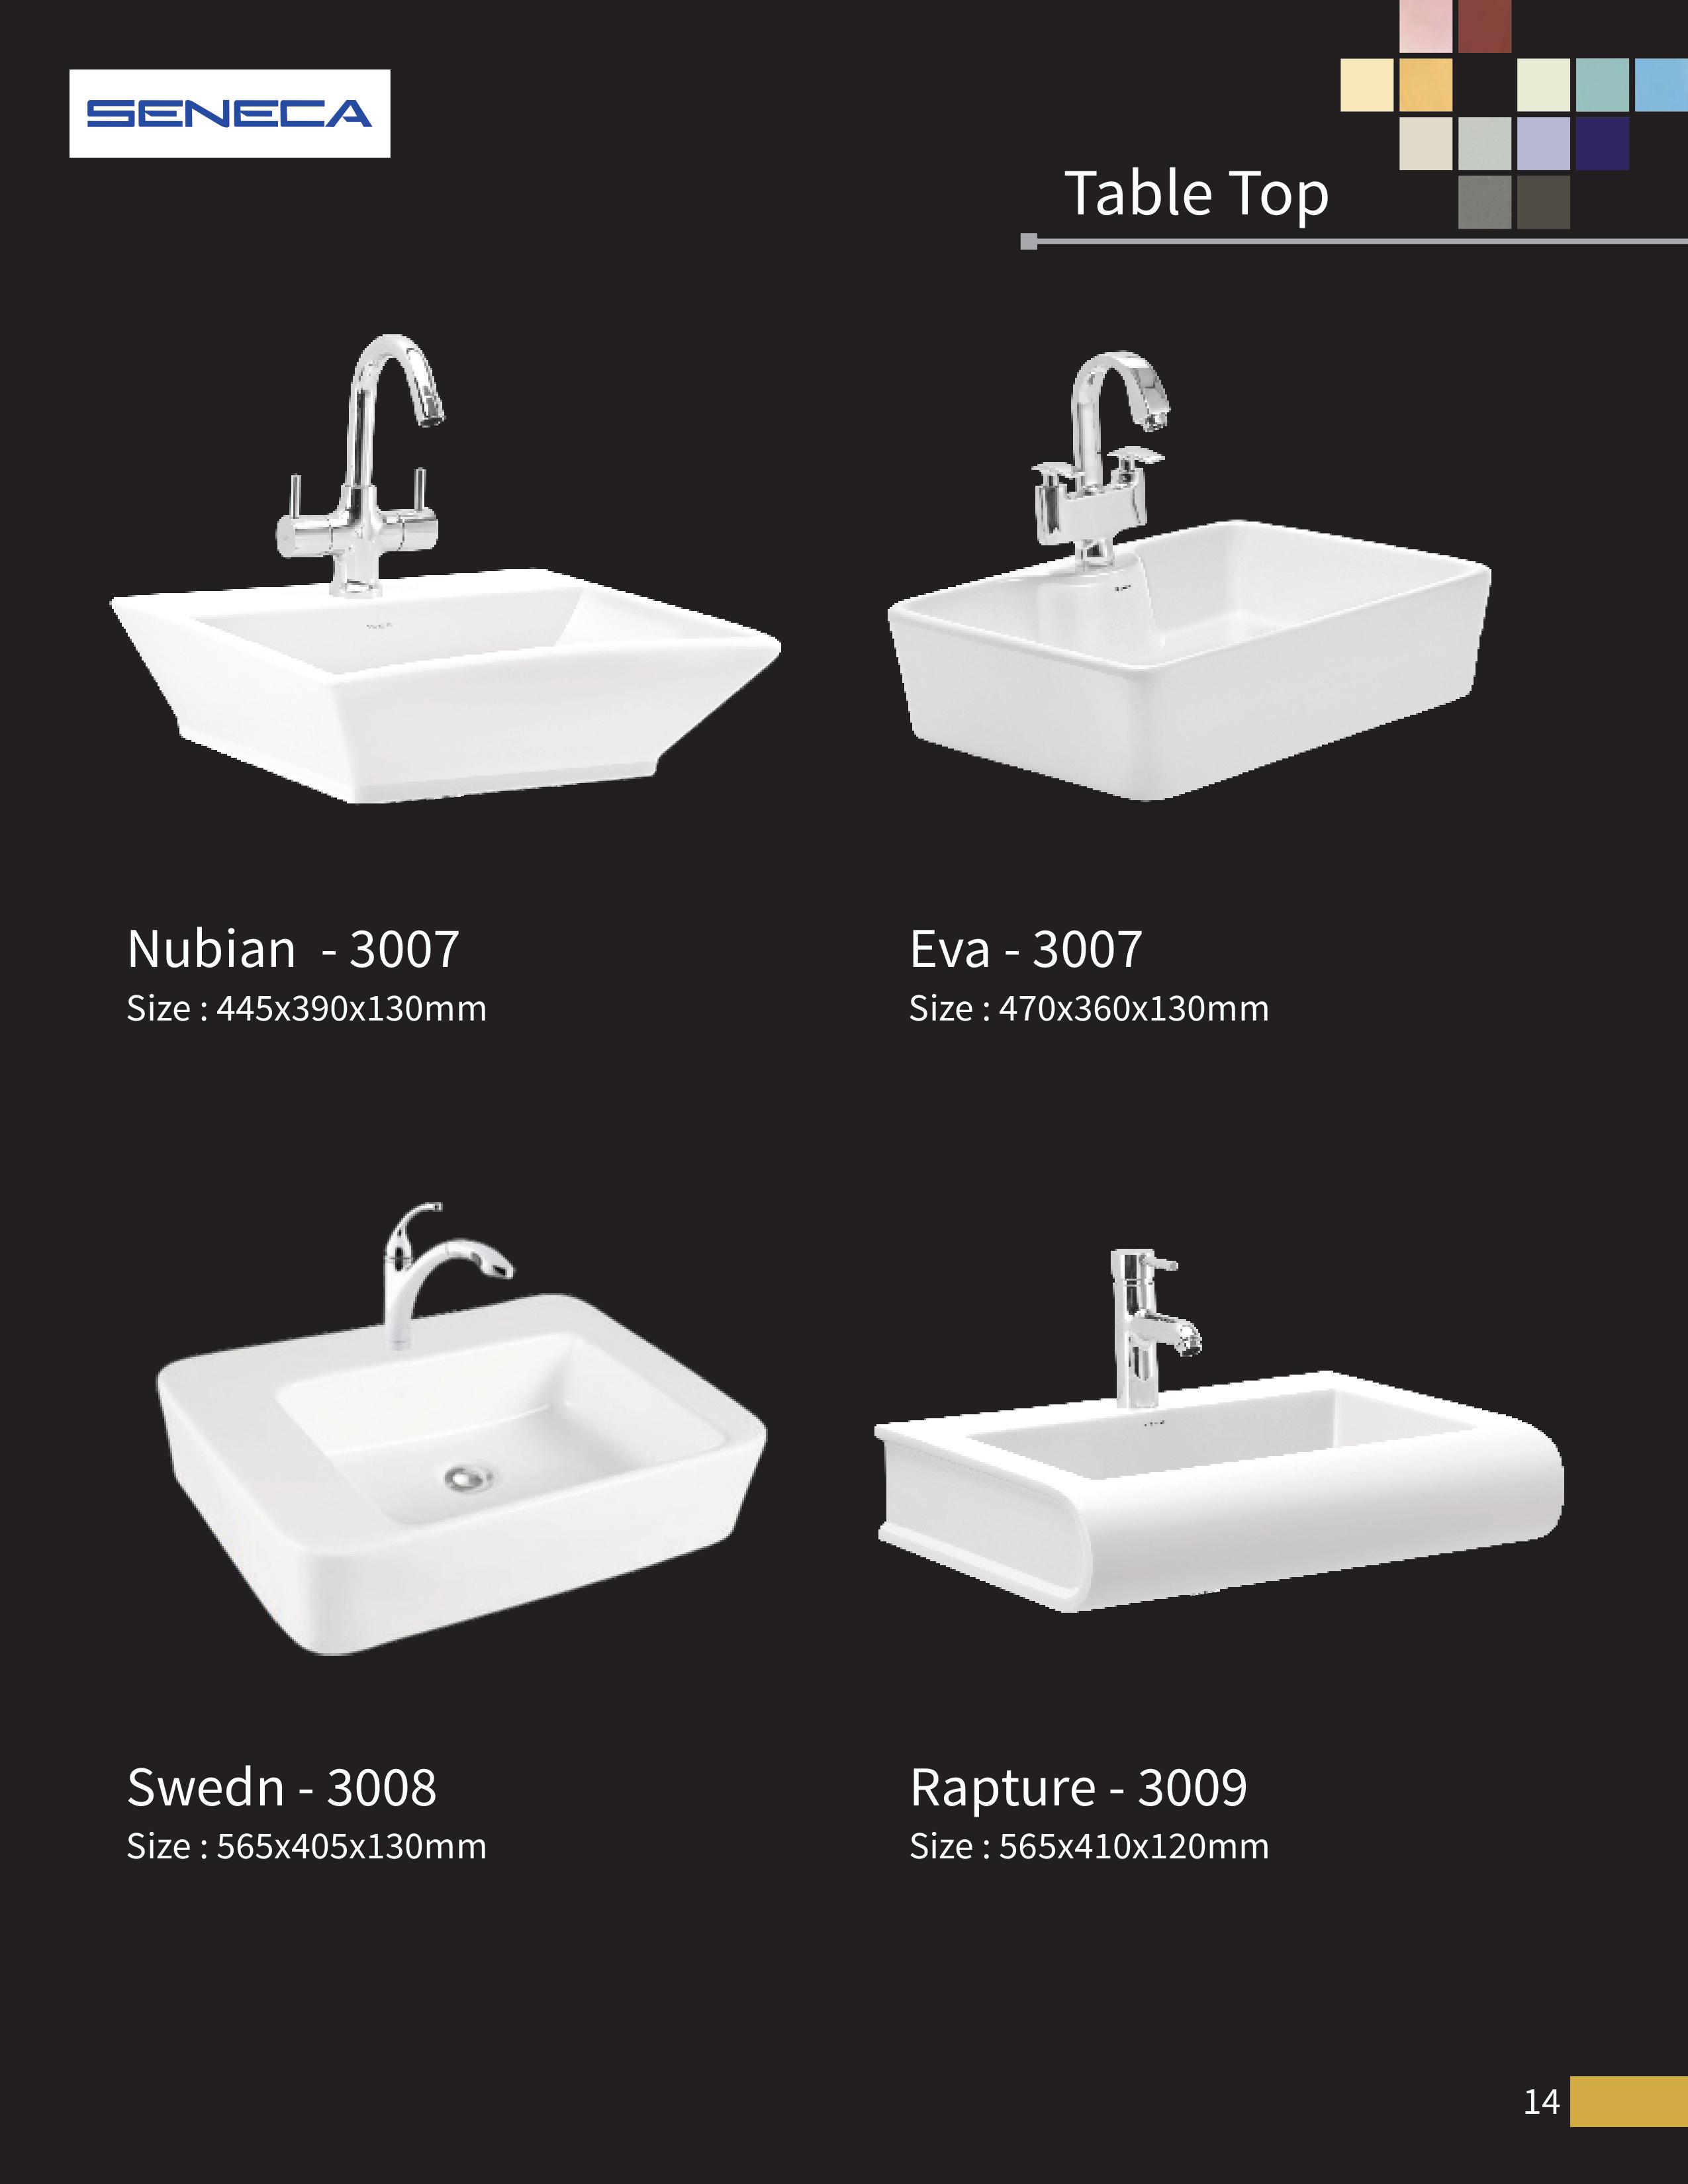 SENECA
Table Top
Nubian - 3007
Size : 445x390x130mm
Eva - 3007
Size : 470x360x130mm
Swedn - 3008
Size : 565x405x130mm
Rapture - 3009
Size : 565x410x120mm
14